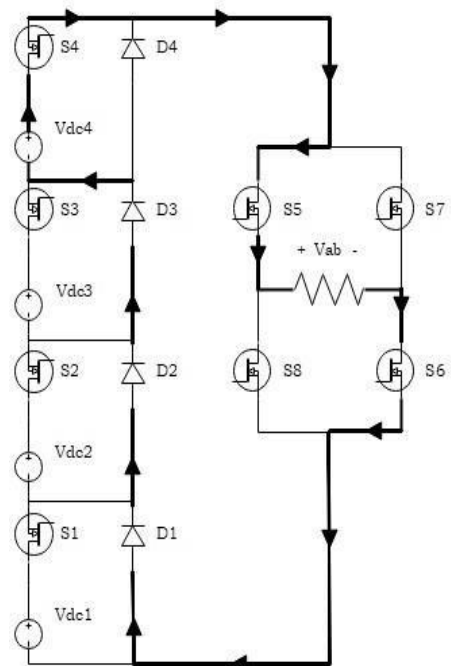 S4 D4
Vdc4
S3 D3 S5 S7
+ Vab -
Vdc3
S2 D2 S8 S6
Vdc2
S1 D1
Vdc1